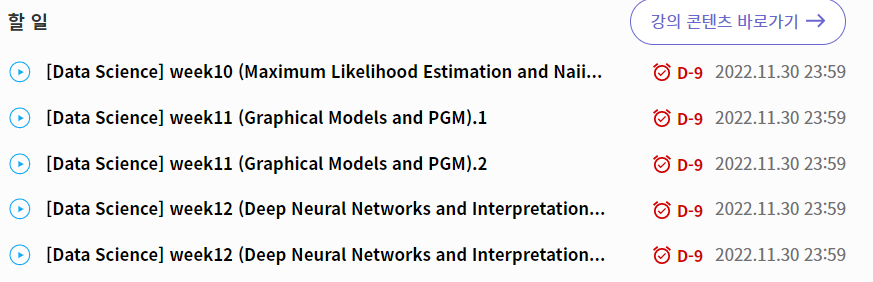 할 일
강의 콘텐츠 바로가기 →
[Data Science] week10 (Maximum Likelihood Estimation and Naii... D-9 2022.11.30 23:59
[Data Science] week11 (Graphical Models and PGM).1 D-9 2022.11.30 23:59
[Data Science] week11 (Graphical Models and PGM).2 D-9 2022.11.30 23:59
[Data Science] week12 (Deep Neural Networks and Interpretation... D-9 2022.11.30 23:59
[Data Science] week12 (Deep Neural Networks and Interpretation... D-9 2022.11.30 23:59